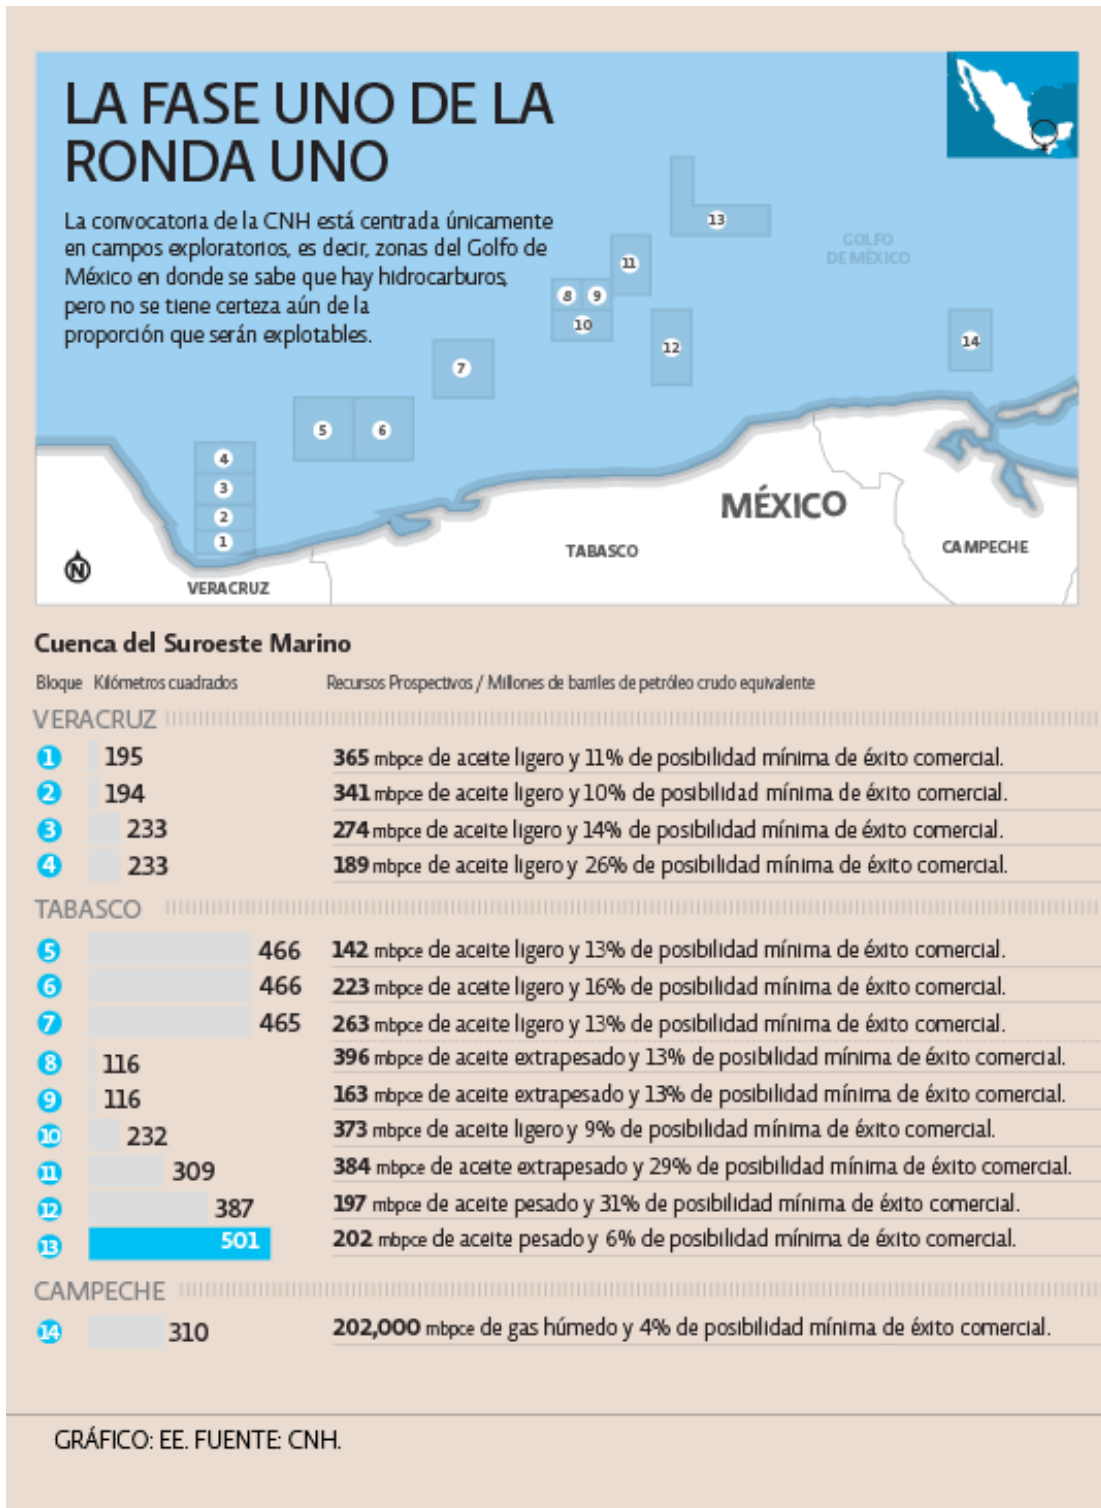 LA FASE UNO DE LA
RONDA UNO
La convocatoria de la CNH está centrada únicamente
en campos exploratorios, es decir, zonas del Golfo de
México en donde se sabe que hay hidrocarburos,
pero no se tiene certeza aún de la
proporción que serán explotables.
13
GOLFO
DE MÉXICO
11
8 9
10
12
14
7
5 6
4
3
2
1
MÉXICO
TABASCO
CAMPECHE
N
VERACRUZ
Cuenca del Suroeste Marino
Bloque Kilómetros cuadrados Recursos Prospectivos / Millones de barriles de petróleo crudo equivalente
VERACRUZ
1 195 365 mbpce de aceite ligero y 11% de posibilidad mínima de éxito comercial.
2 194 341 mbpce de aceite ligero y 10% de posibilidad mínima de éxito comercial.
3 233 274 mbpce de aceite ligero y 14% de posibilidad mínima de éxito comercial.
4 233 189 mbpce de aceite ligero y 26% de posibilidad mínima de éxito comercial.
TABASCO
5 466 142 mbpce de aceite ligero y 13% de posibilidad mínima de éxito comercial.
6 466 223 mbpce de aceite ligero y 16% de posibilidad mínima de éxito comercial.
7 465 263 mbpce de aceite ligero y 13% de posibilidad mínima de éxito comercial.
8 116 396 mbpce de aceite extrapesado y 13% de posibilidad mínima de éxito comercial.
9 116 163 mbpce de aceite extrapesado y 13% de posibilidad mínima de éxito comercial.
10 232 373 mbpce de aceite ligero y 9% de posibilidad mínima de éxito comercial.
11 309 384 mbpce de aceite extrapesado y 29% de posibilidad mínima de éxito comercial.
12 387 197 mbpce de aceite pesado y 31% de posibilidad mínima de éxito comercial.
13 501 202 mbpce de aceite pesado y 6% de posibilidad mínima de éxito comercial.
CAMPECHE
14 310 202,000 mbpce de gas húmedo y 4% de posibilidad mínima de éxito comercial.
GRÁFICO: EE. FUENTE: CNH.